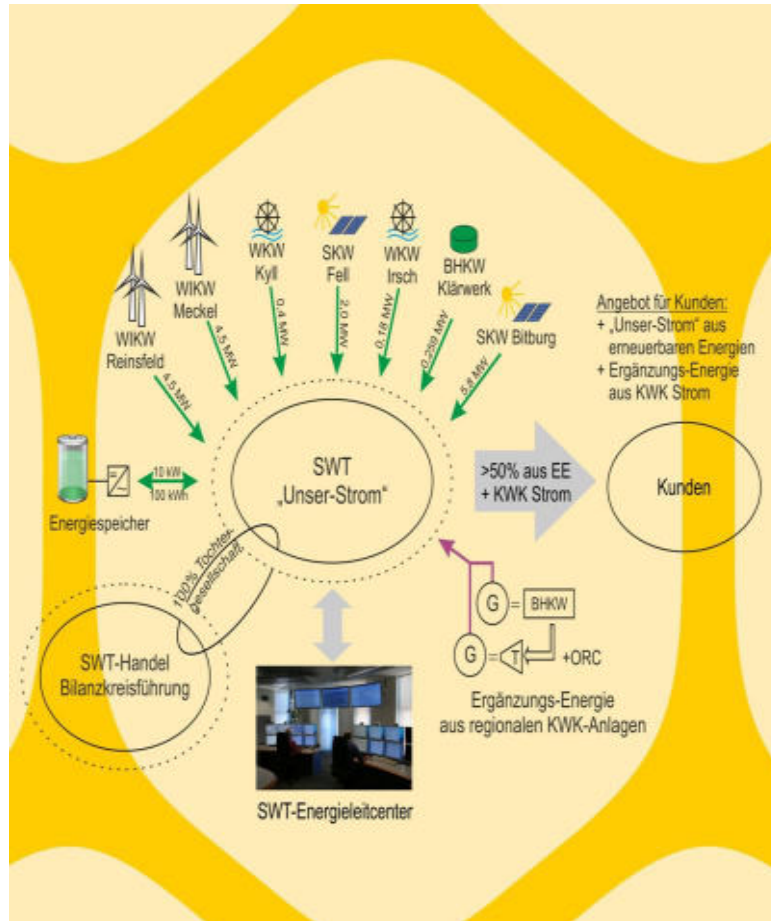 WIKW
Reinsfeld
4.5 MW
WIKW
Meckel
4.5 MW
WKW
Kyll
0,4 MW
SKW
Fell
2,0 MW
WKW
Irsch
0,18 MW
BHKW
Klärwerk
0,259 MW
SKW Bitburg
5,8 MW
Angebot für Kunden:
+ „Unser-Strom“ aus
erneuerbaren Energien
+ Ergänzungs-Energie
aus KWK Strom
10 kW
100 kWh
Energiespeicher
SWT
„Unser-Strom“
>50% aus EE
+ KWK Strom
Kunden
100% Tochter-
gesellschaft
SWT-Handel
Bilanzkreisführung
G
=
BHKW
G
=
T
+ORC
Ergänzungs-Energie
aus regionalen KWK-Anlagen
SWT-Energieleitcenter